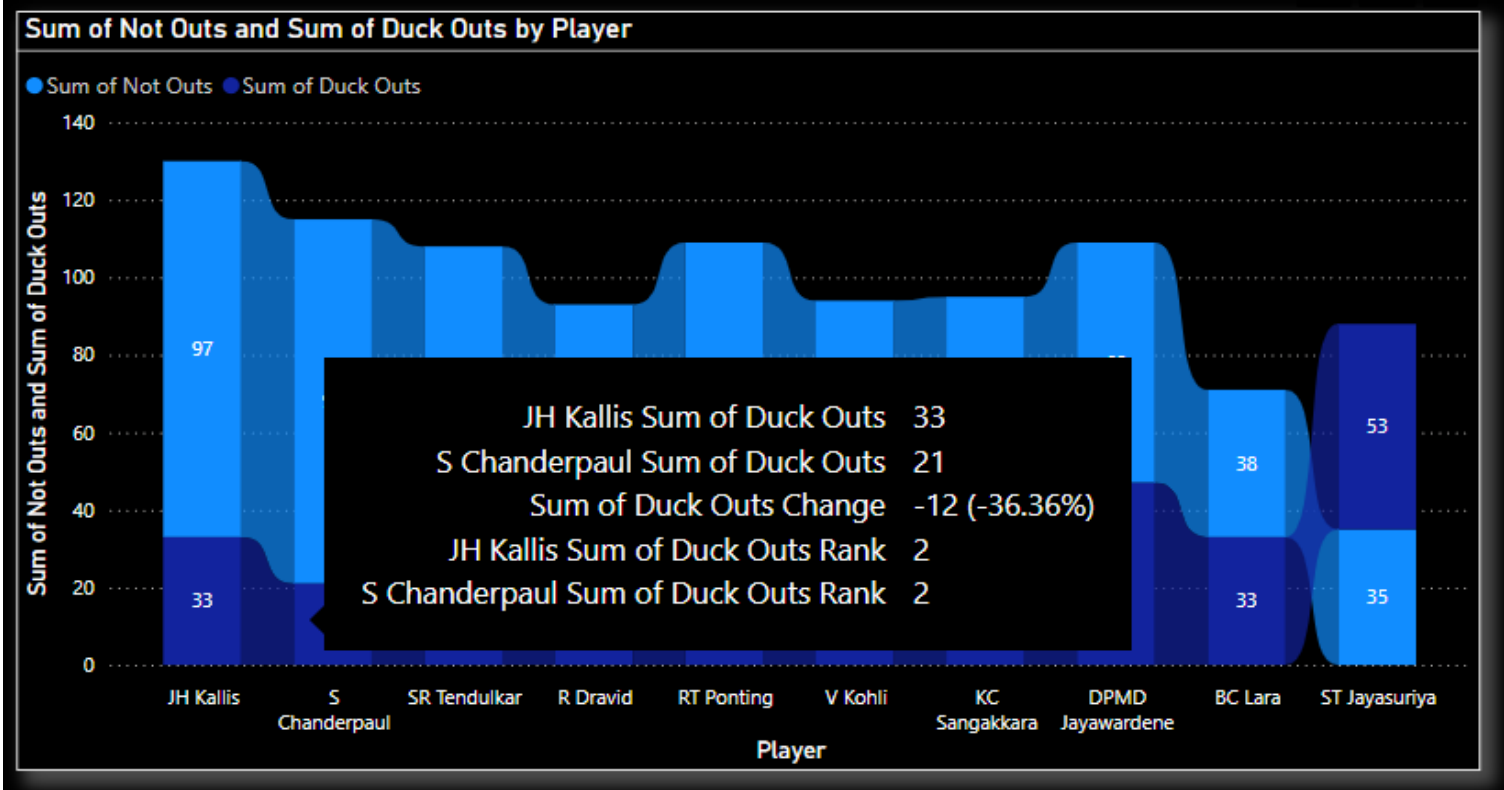 Sum of Not Outs and Sum of Duck Outs by Player
Sum of Not Outs Sum of Duck Outs
Sum of Not Outs and Sum of Duck Outs
140
120
100
80
60
40
20
0
97
33
38
33
53
35
JH Kallis Sum of Duck Outs 33
S Chanderpaul Sum of Duck Outs 21
Sum of Duck Outs Change -12 (-36.36%)
JH Kallis Sum of Duck Outs Rank 2
S Chanderpaul Sum of Duck Outs Rank 2
JH Kallis
S
Chanderpaul
SR Tendulkar
R Dravid
RT Ponting
V Kohli
KC
Sangakkara
DPMD
Jayawardene
BC Lara
ST Jayasuriya
Player